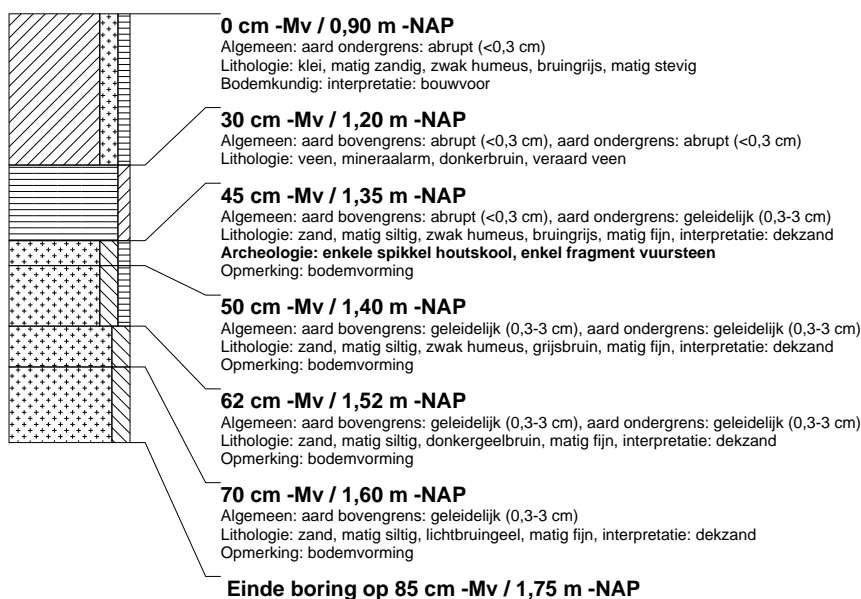 0 cm -Mv / 0,90 m -NAP
Algemeen: aard ondergrens: abrupt (<0,3 cm)
Lithologie: klei, matig zandig, zwak humeus, bruingrijs, matig stevig
Bodemkundig: interpretatie: bouwvoor
30 cm -Mv / 1,20 m -NAP
Algemeen: aard bovengrens: abrupt (<0,3 cm), aard ondergrens: abrupt (<0,3 cm)
Lithologie: veen, mineraalarm, donkerbruin, veraard veen
45 cm -Mv / 1,35 m -NAP
Algemeen: aard bovengrens: abrupt (<0,3 cm), aard ondergrens: geleidelijk (0,3-3 cm)
Lithologie: zand, matig siltig, zwak humeus, bruingrijs, matig fijn, interpretatie: dekzand
Archeologie: enkele spikkel houtskool, enkel fragment vuursteen
Opmerking: bodemvorming
50 cm -Mv / 1,40 m -NAP
Algemeen: aard bovengrens: geleidelijk (0,3-3 cm), aard ondergrens: geleidelijk (0,3-3 cm)
Lithologie: zand, matig siltig, zwak humeus, grijsbruin, matig fijn, interpretatie: dekzand
Opmerking: bodemvorming
62 cm -Mv / 1,52 m -NAP
Algemeen: aard bovengrens: geleidelijk (0,3-3 cm), aard ondergrens: geleidelijk (0,3-3 cm)
Lithologie: zand, matig siltig, donkergeelbruin, matig fijn, interpretatie: dekzand
Opmerking: bodemvorming
70 cm -Mv / 1,60 m -NAP
Algemeen: aard bovengrens: geleidelijk (0,3-3 cm)
Lithologie: zand, matig siltig, lichtbruingeel, matig fijn, interpretatie: dekzand
Opmerking: bodemvorming
Einde boring op 85 cm -Mv / 1,75 m -NAP